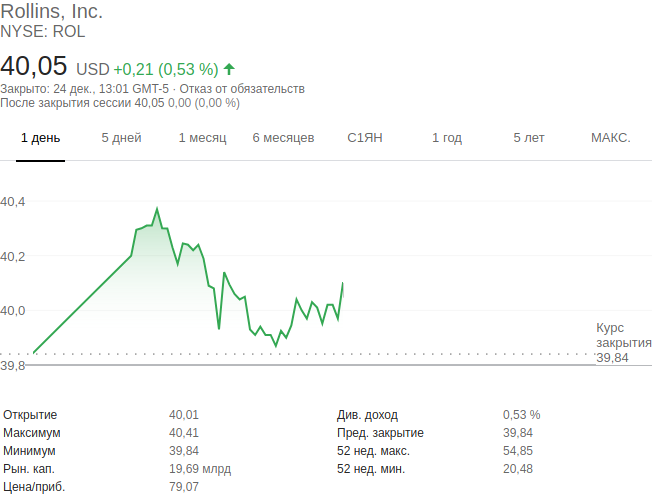 Rollins, Inc.
NYSE: ROL
40,05 USD +0,21 (0,53 %)
Закрыто: 24 дек., 13:01 GMT-5 · Отказ от обязательств
После закрытия сессии 40,05 0,00 (0,00 %)
1 день 5 дней 1 месяц 6 месяцев С1ЯН 1 год 5 лет МАКС.
40,4
40,2
40,0
39,8
Курс
закрытия
39,84
Открытие 40,01 Див. доход 0,53 %
Максимум 40,41 Пред. закрытие 39,84
Минимум 39,84 52 нед. макс. 54,85
Рын. кап. 19,69 млрд 52 нед. мин. 20,48
Цена/приб. 79,07